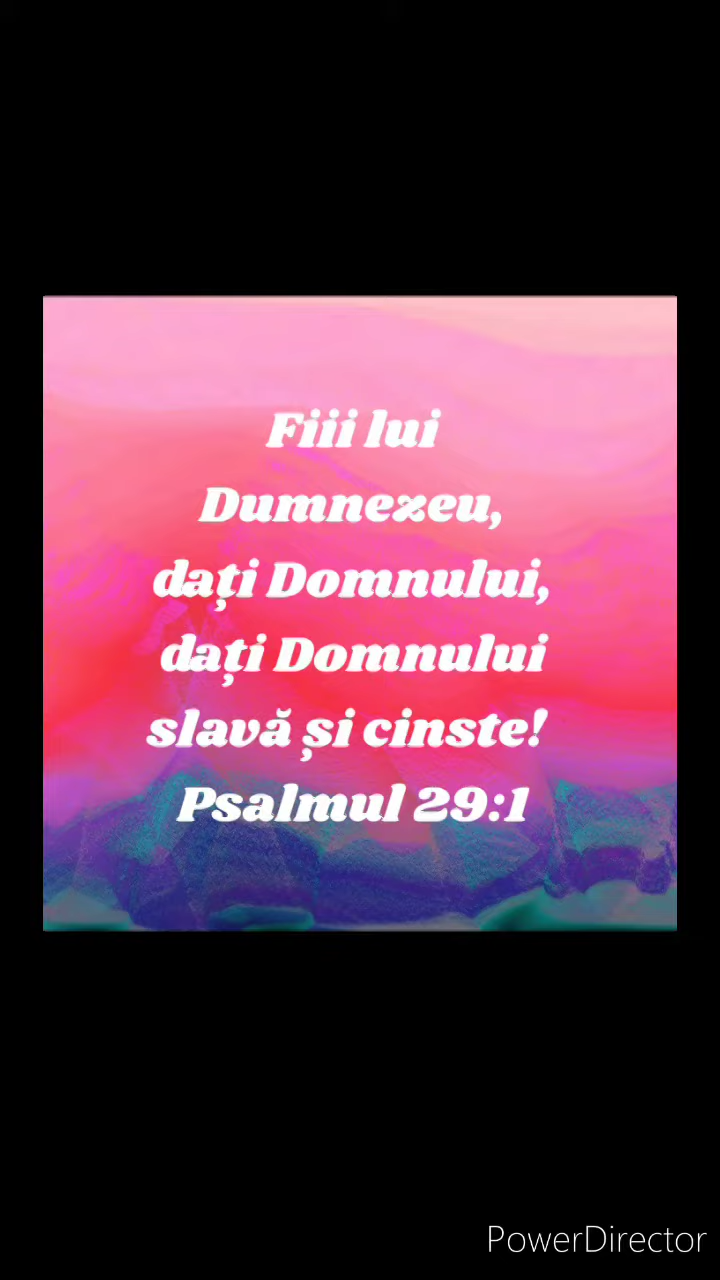 Fiii lui
Dumnezeu,
dați Domnului,
dați Domnului
slavă și cinste!
Psalmul 29:1
PowerDirector